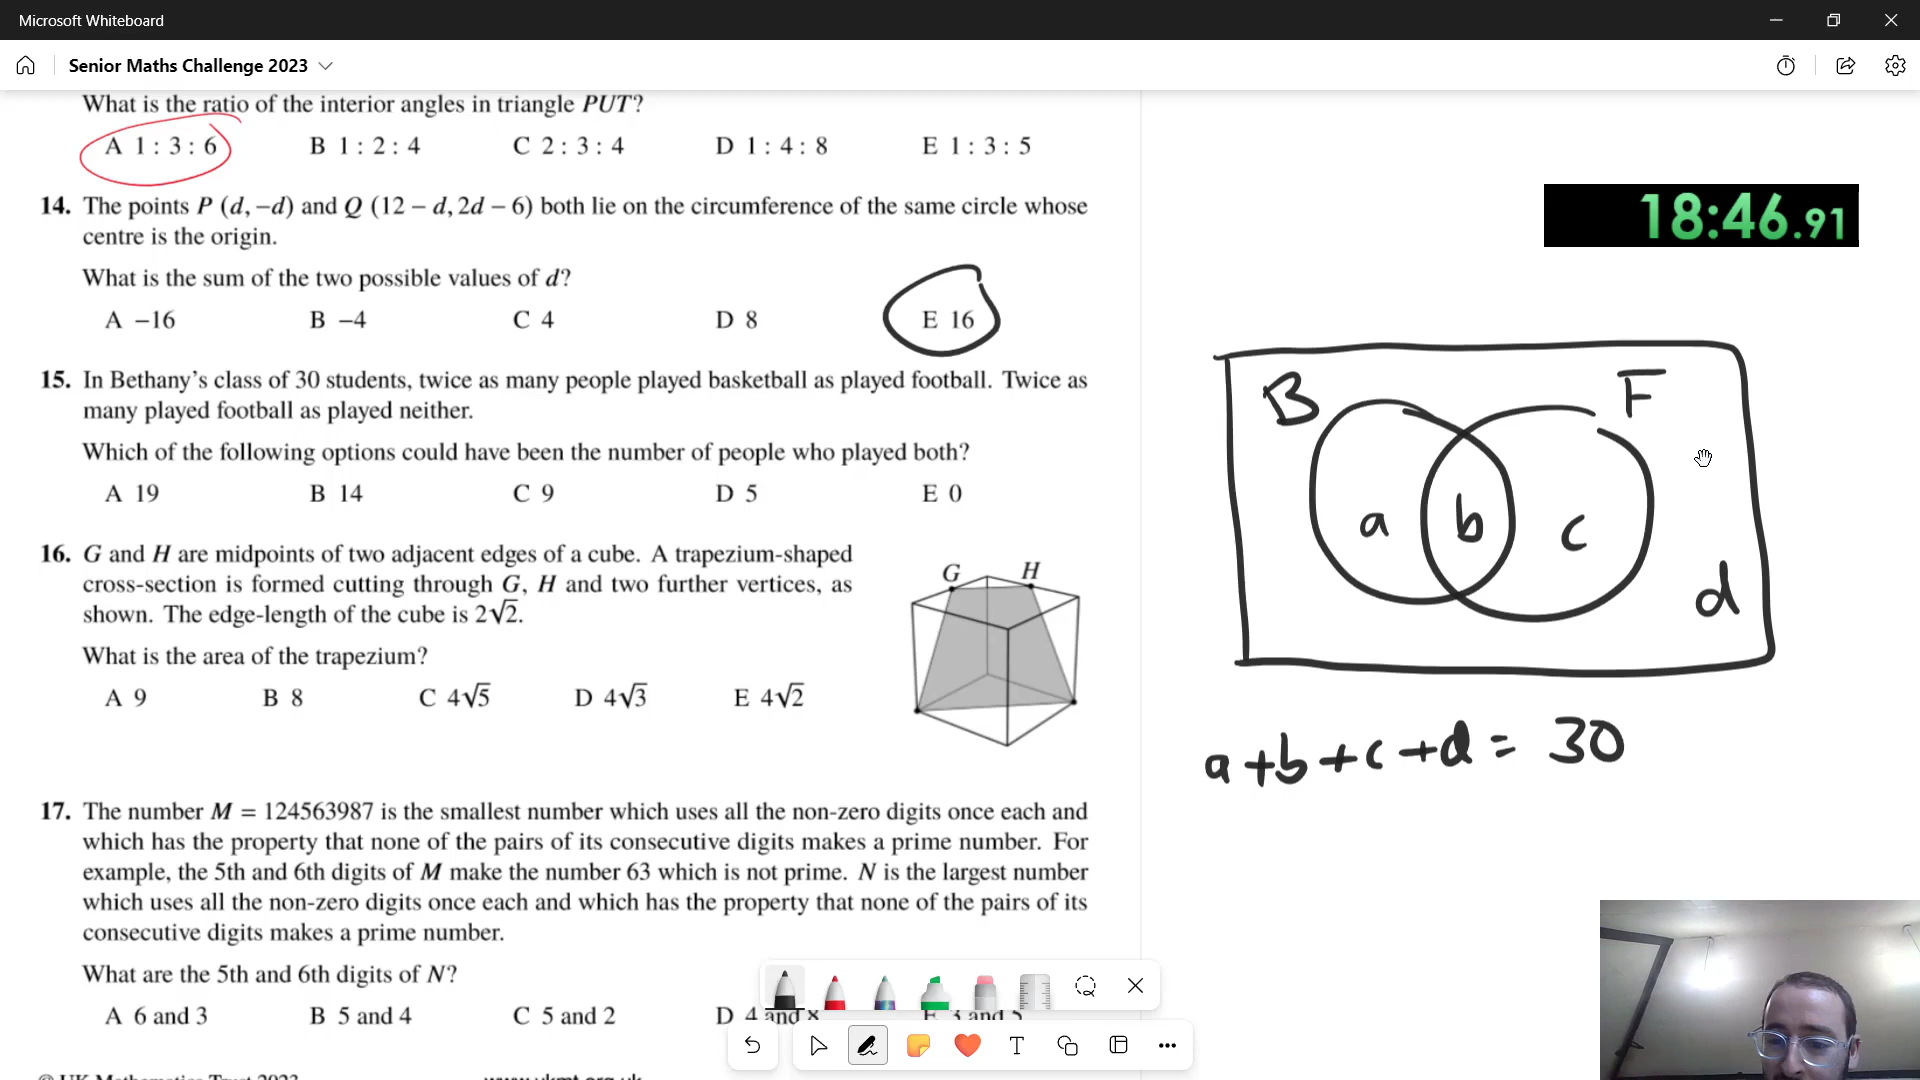 Microsoft Whiteboard
Senior Maths Challenge 2023
What is the ratio of the interior angles in triangle PUT?
A 1 : 3 : 6 B 1 : 2 : 4 C 2 : 3 : 4 D 1 : 4 : 8 E 1 : 3 : 5
14. The points P (d, −d) and Q (12 − d, 2d − 6) both lie on the circumference of the same circle whose
centre is the origin.
What is the sum of the two possible values of d?
A −16 B −4 C 4 D 8 E 16
15. In Bethany's class of 30 students, twice as many people played basketball as played football. Twice as
many played football as played neither.
Which of the following options could have been the number of people who played both?
A 19 B 14 C 9 D 5 E 0
16. G and H are midpoints of two adjacent edges of a cube. A trapezium-shaped
cross-section is formed cutting through G, H and two further vertices, as
shown. The edge-length of the cube is 2√2.
What is the area of the trapezium?
A 9 B 8 C 4√5 D 4√3 E 4√2
G H
17. The number M = 124563987 is the smallest number which uses all the non-zero digits once each and
which has the property that none of the pairs of its consecutive digits makes a prime number. For
example, the 5th and 6th digits of M make the number 63 which is not prime. N is the largest number
which uses all the non-zero digits once each and which has the property that none of the pairs of its
consecutive digits makes a prime number.
What are the 5th and 6th digits of N?
A 6 and 3 B 5 and 4 C 5 and 2 D 4 and 8 E 3 and 5
18:46.91
B F
a b c
d
a+b+c+d = 30